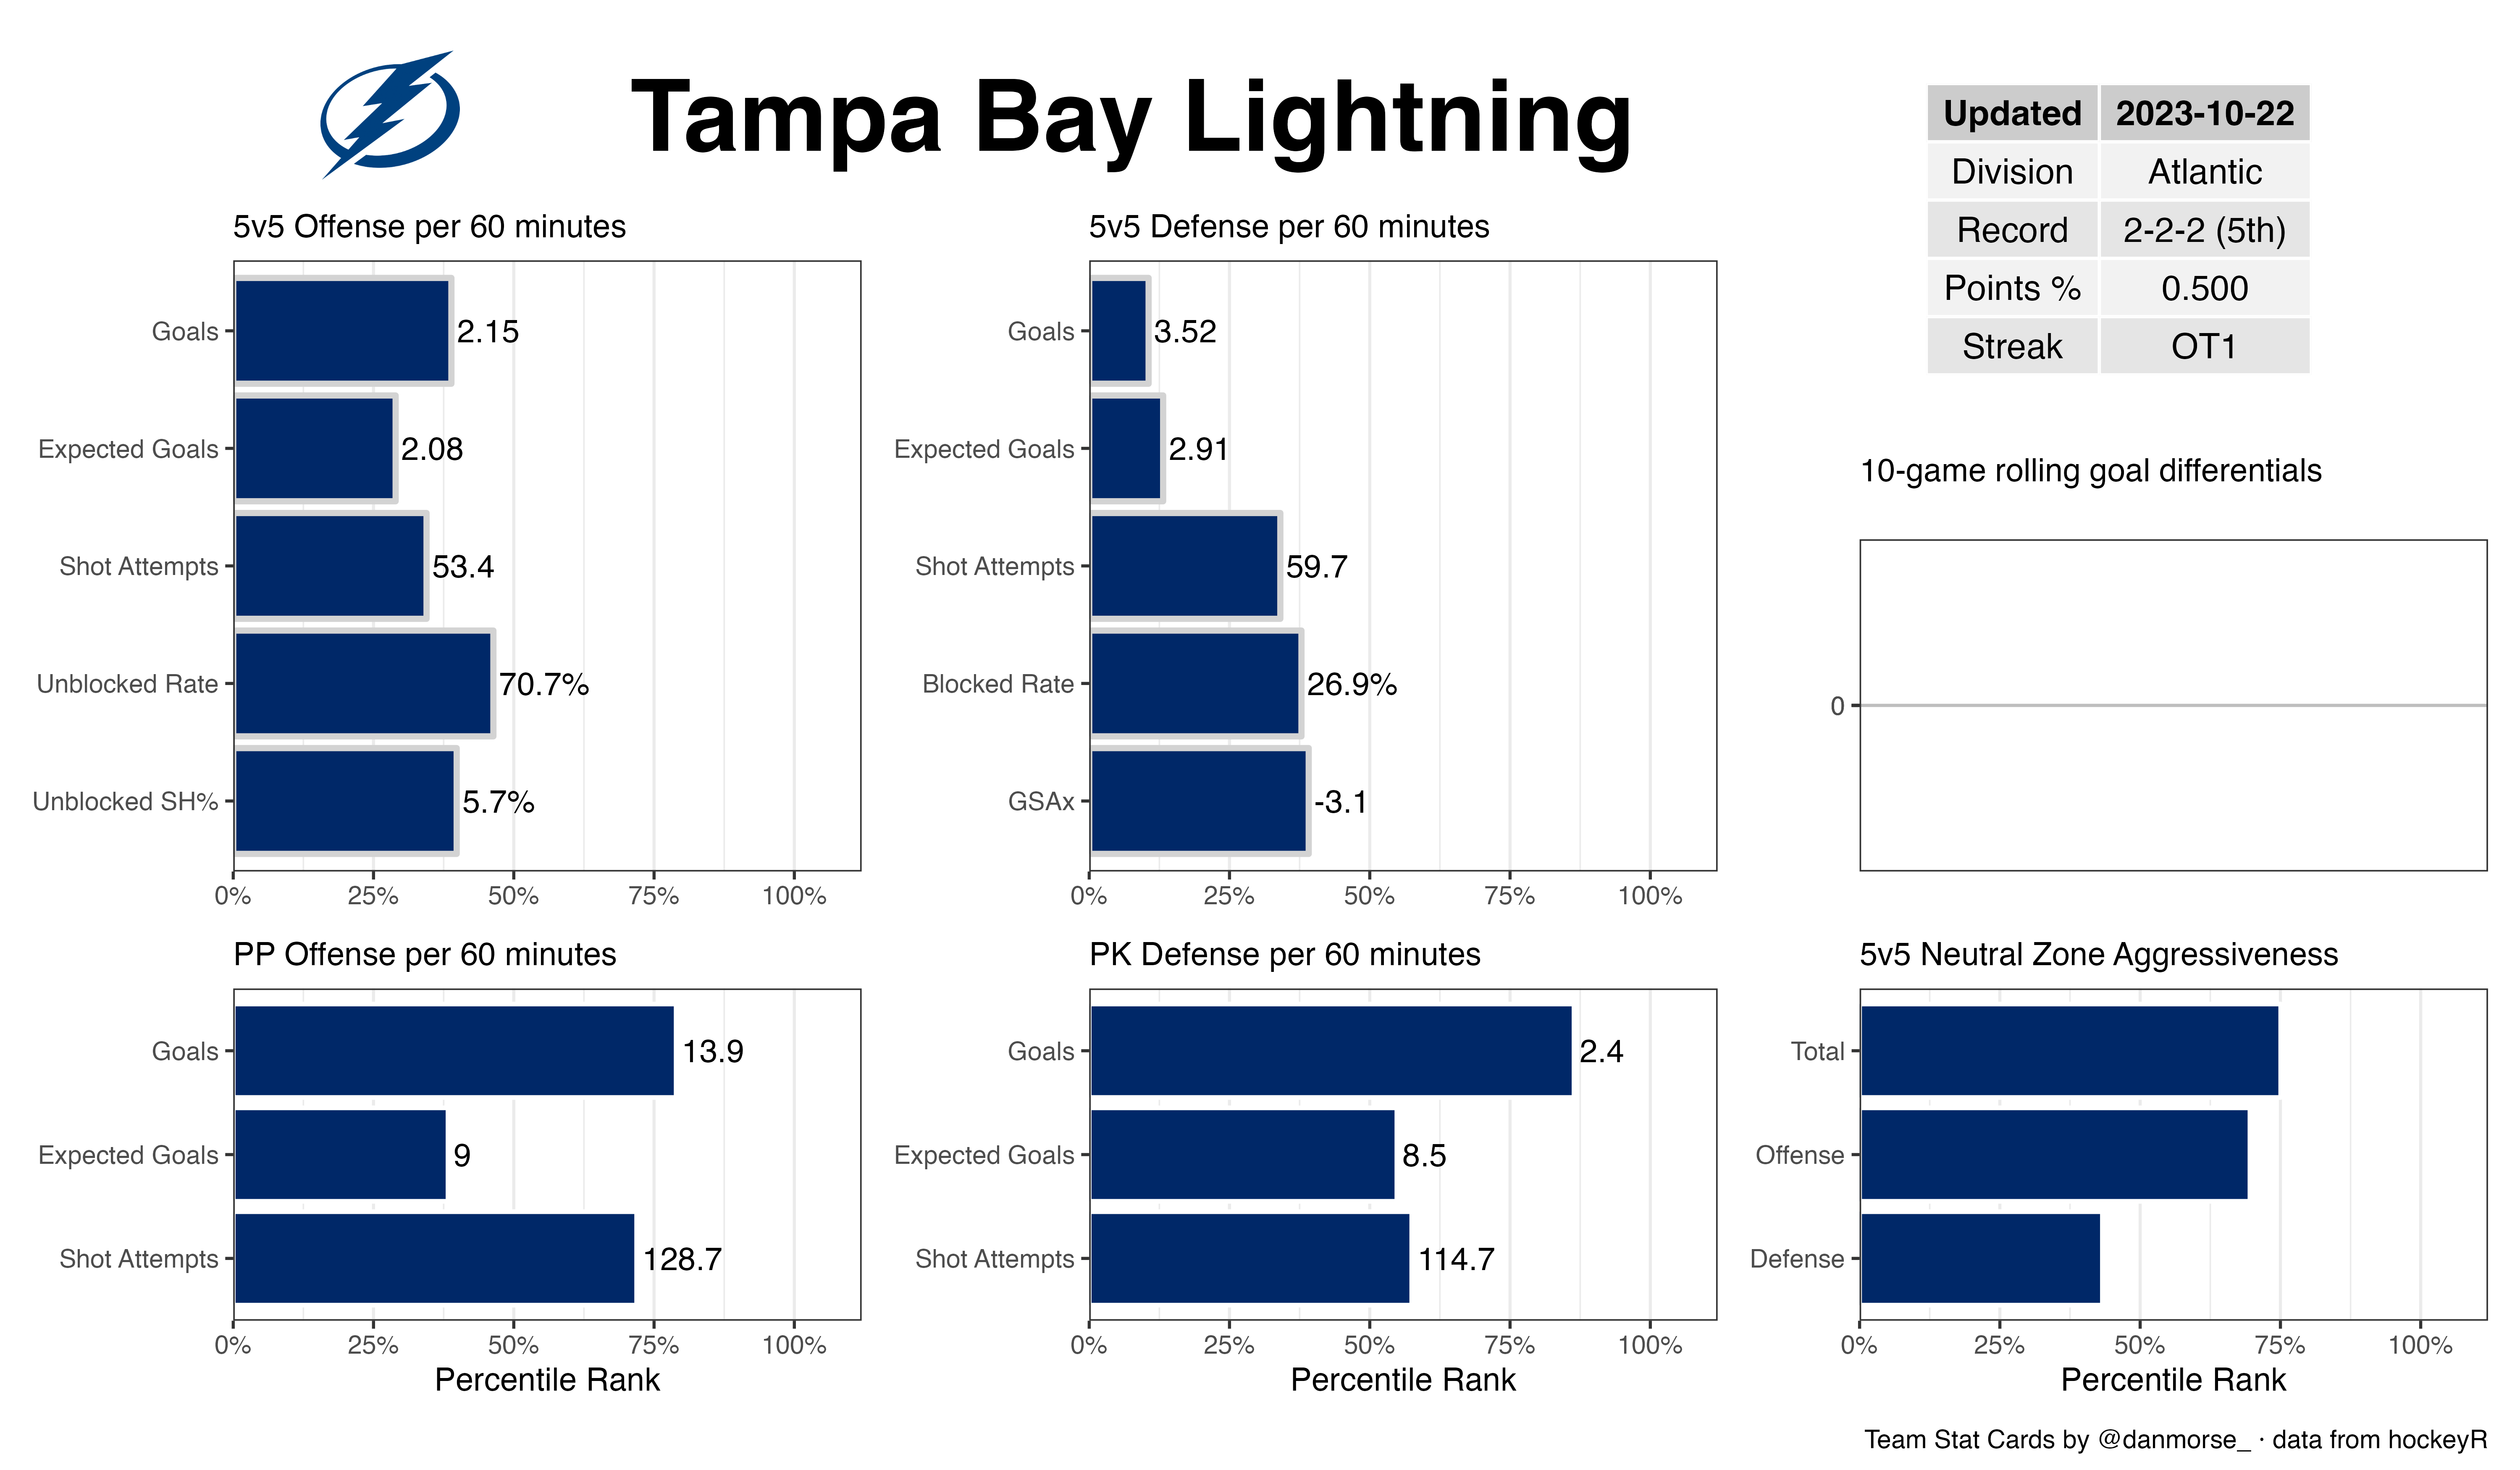 Tampa Bay Lightning
Updated 2023-10-22
Division Atlantic
Record 2-2-2 (5th)
Points % 0.500
Streak OT1
5v5 Offense per 60 minutes
Goals 2.15
Expected Goals 2.08
Shot Attempts 53.4
Unblocked Rate 70.7%
Unblocked SH% 5.7%
0% 25% 50% 75% 100%
5v5 Defense per 60 minutes
Goals 3.52
Expected Goals 2.91
Shot Attempts 59.7
Blocked Rate 26.9%
GSAx -3.1
0% 25% 50% 75% 100%
10-game rolling goal differentials
0
PP Offense per 60 minutes
Goals 13.9
Expected Goals 9
Shot Attempts 128.7
0% 25% 50% 75% 100%
Percentile Rank
PK Defense per 60 minutes
Goals 2.4
Expected Goals 8.5
Shot Attempts 114.7
0% 25% 50% 75% 100%
Percentile Rank
5v5 Neutral Zone Aggressiveness
Total
Offense
Defense
0% 25% 50% 75% 100%
Percentile Rank
Team Stat Cards by @danmorse_ · data from hockeyR